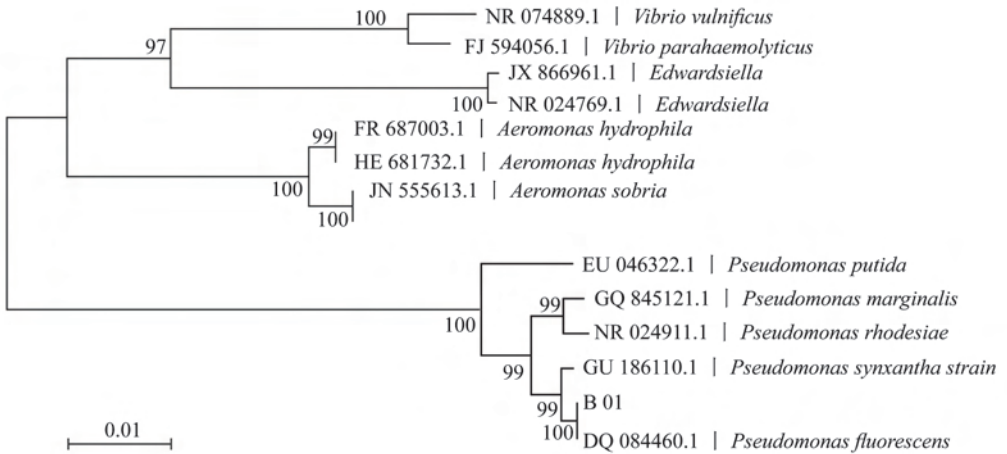 100
NR 074889.1 | Vibrio vulnificus
97
FJ 594056.1 | Vibrio parahaemolyticus
JX 866961.1 | Edwardsiella
100
NR 024769.1 | Edwardsiella
FR 687003.1 | Aeromonas hydrophila
99
HE 681732.1 | Aeromonas hydrophila
100
JN 555613.1 | Aeromonas sobria
100
EU 046322.1 | Pseudomonas putida
GQ 845121.1 | Pseudomonas marginalis
99
100
NR 024911.1 | Pseudomonas rhodesiae
99
GU 186110.1 | Pseudomonas synxantha strain
99
B 01
100
DQ 084460.1 | Pseudomonas fluorescens
0.01